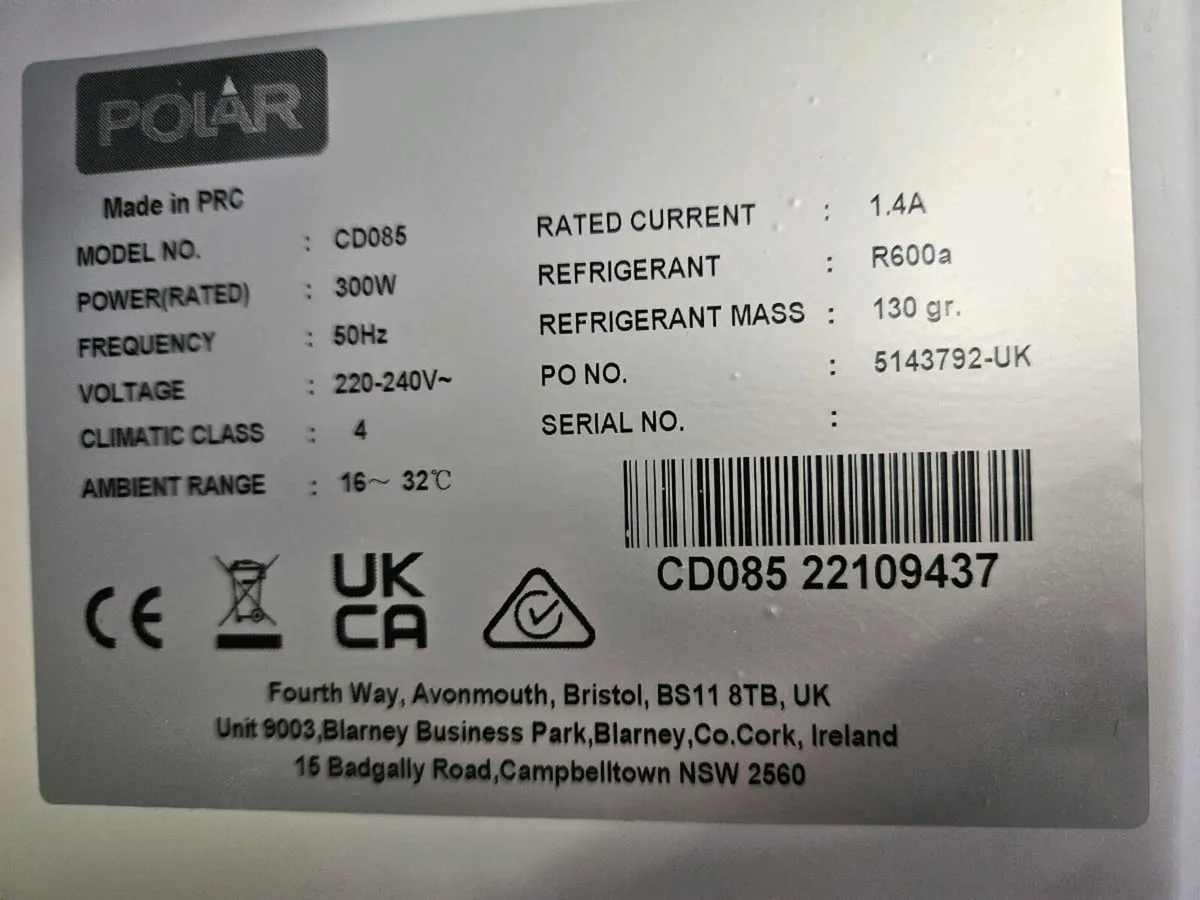 POLAR
Made in PRC
MODEL NO. : CD085
POWER(RATED) : 300W
FREQUENCY : 50Hz
VOLTAGE : 220-240V~
CLIMATIC CLASS : 4
AMBIENT RANGE : 16~ 32℃
RATED CURRENT : 1.4A
REFRIGERANT : R600a
REFRIGERANT MASS : 130 gr.
PO NO. : 5143792-UK
SERIAL NO. :
CD085 22109437
CE
UK
CA
Fourth Way, Avonmouth, Bristol, BS11 8TB, UK
Unit 9003,Blarney Business Park,Blarney,Co.Cork, Ireland
15 Badgally Road,Campbelltown NSW 2560